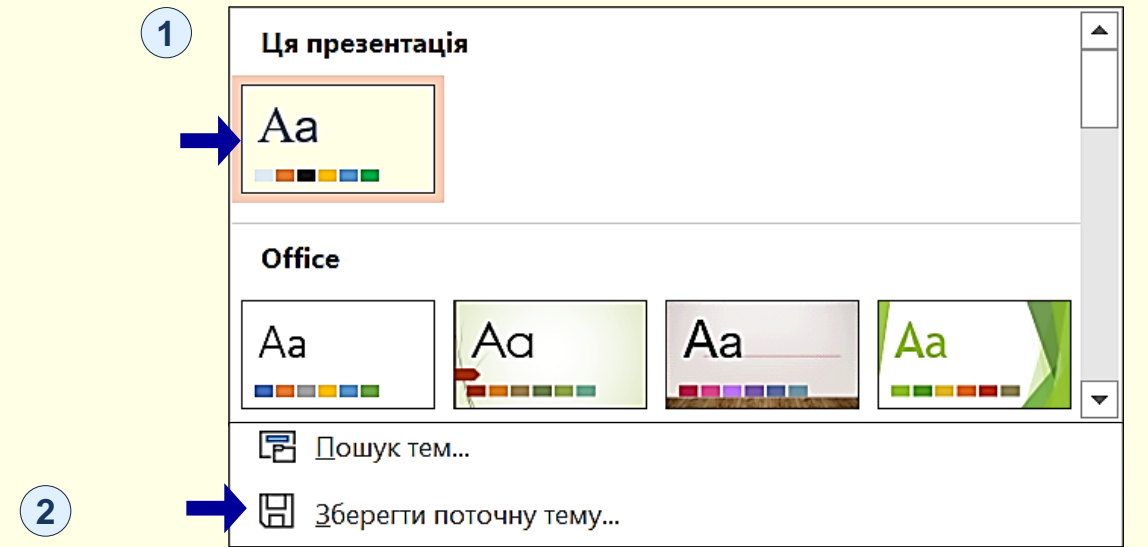 1
Ця презентація
Aa
Office
Aa Aa Aa Aa
Пошук тем...
2
Зберегти поточну тему...